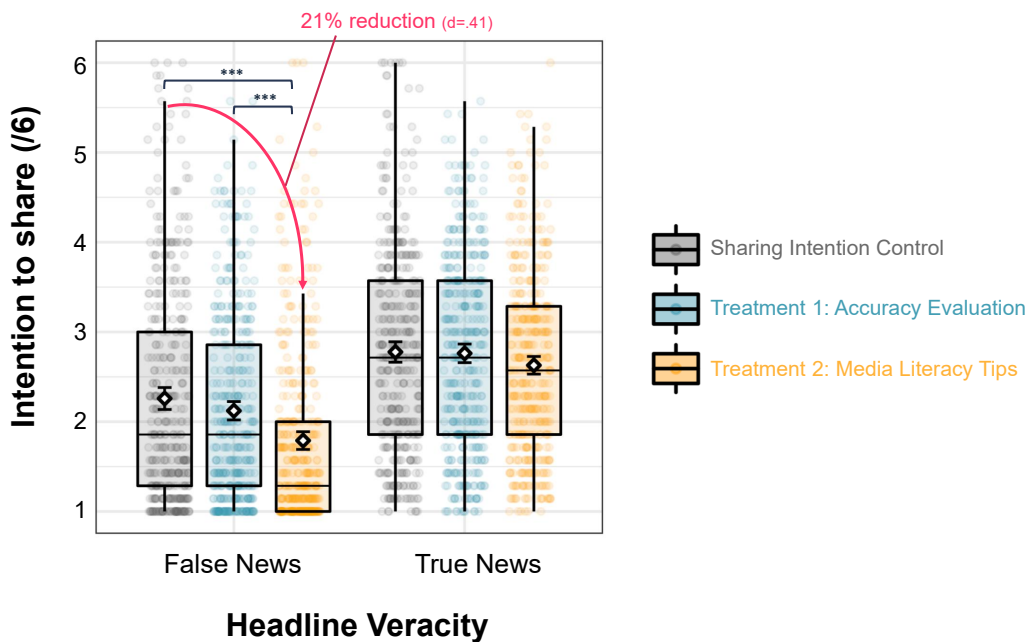 21% reduction (d=.41)
***
***
Intention to share (/6)
6
5
4
3
2
1
False News
True News
Headline Veracity
Sharing Intention Control
Treatment 1: Accuracy Evaluation
Treatment 2: Media Literacy Tips